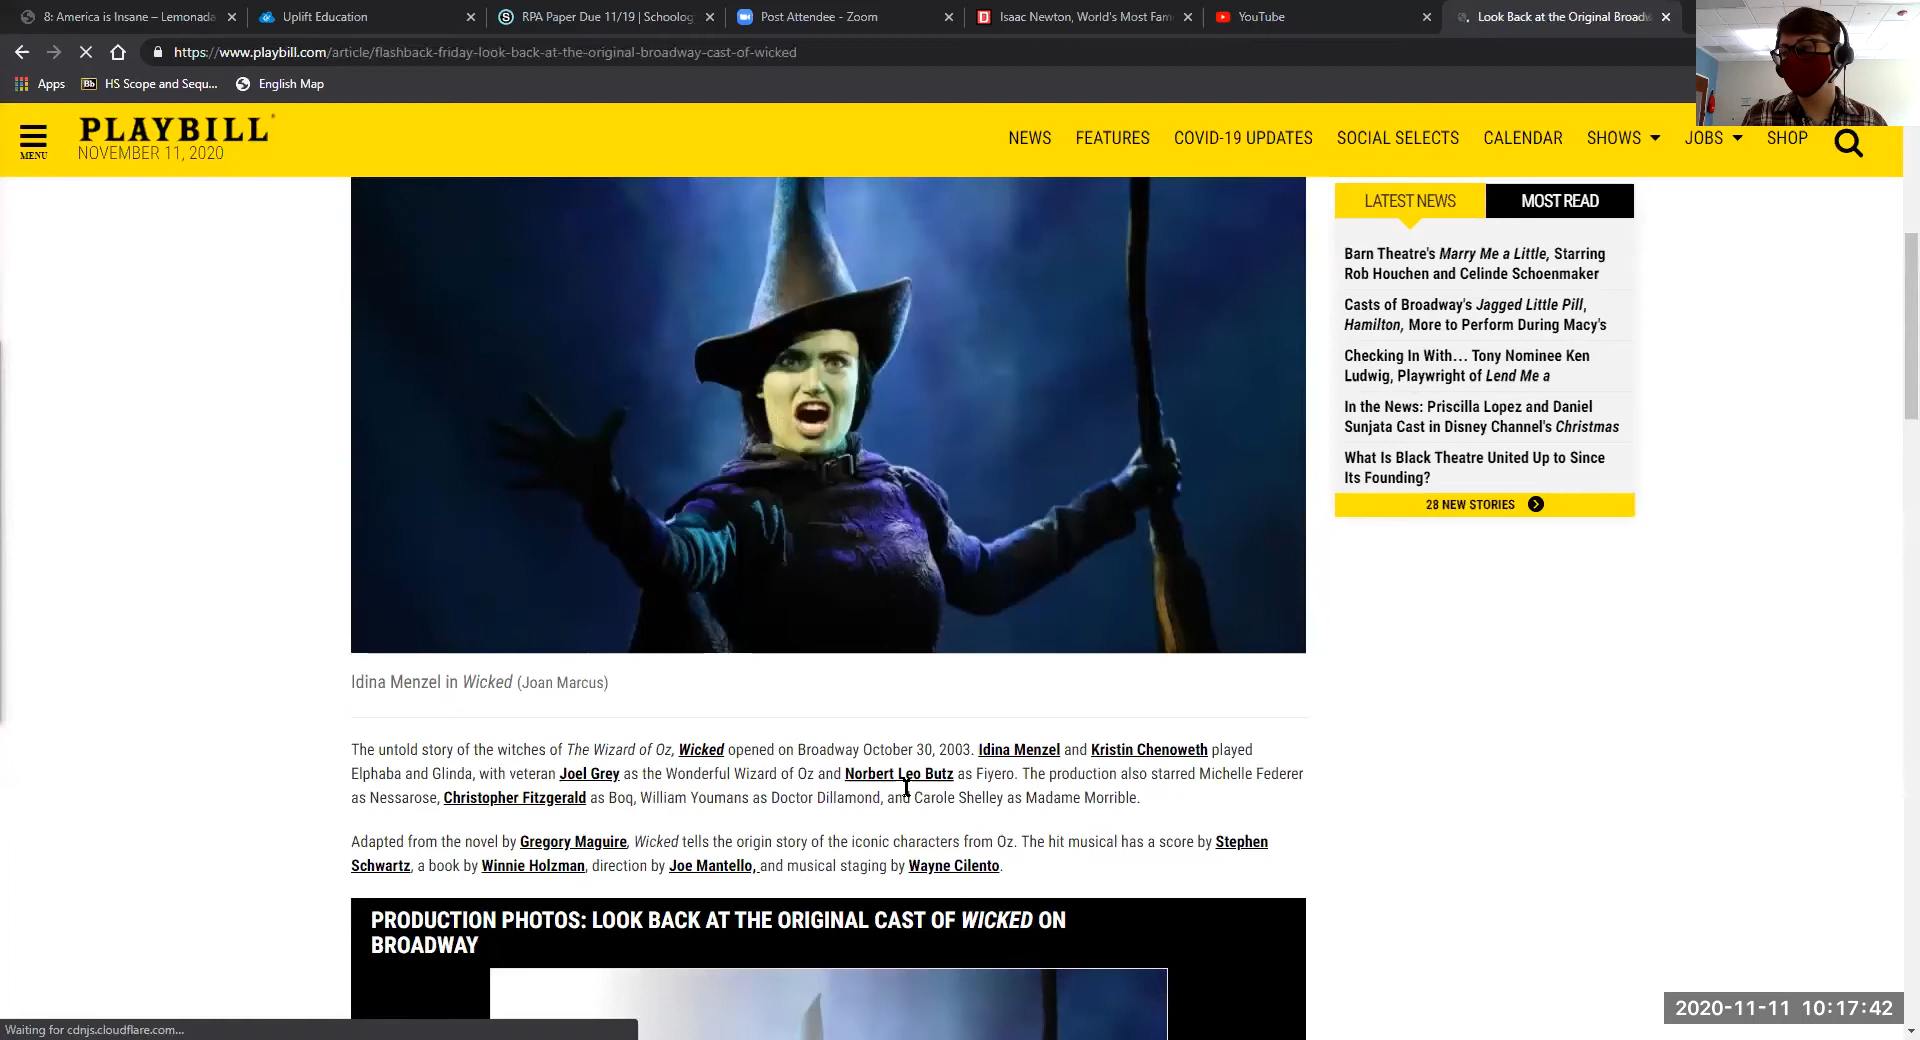 8: America is Insane – Lemonada
Uplift Education
RPA Paper Due 11/19 | Schoolog
Post Attendee - Zoom
Isaac Newton, World's Most Fam
YouTube
Look Back at the Original Broadw
https://www.playbill.com/article/flashback-friday-look-back-at-the-original-broadway-cast-of-wicked
Apps
Bb
HS Scope and Sequ...
English Map
MENU
PLAYBILL
NOVEMBER 11, 2020
NEWS
FEATURES
COVID-19 UPDATES
SOCIAL SELECTS
CALENDAR
SHOWS
JOBS
SHOP
LATEST NEWS
MOST READ
Barn Theatre's Marry Me a Little, Starring
Rob Houchen and Celinde Schoenmaker
Casts of Broadway's Jagged Little Pill,
Hamilton, More to Perform During Macy's
Checking In With... Tony Nominee Ken
Ludwig, Playwright of Lend Me a
In the News: Priscilla Lopez and Daniel
Sunjata Cast in Disney Channel's Christmas
What Is Black Theatre United Up to Since
Its Founding?
28 NEW STORIES
Idina Menzel in Wicked (Joan Marcus)
The untold story of the witches of The Wizard of Oz, Wicked opened on Broadway October 30, 2003. Idina Menzel and Kristin Chenoweth played
Elphaba and Glinda, with veteran Joel Grey as the Wonderful Wizard of Oz and Norbert Leo Butz as Fiyero. The production also starred Michelle Federer
as Nessarose, Christopher Fitzgerald as Boq, William Youmans as Doctor Dillamond, and Carole Shelley as Madame Morrible.
Adapted from the novel by Gregory Maguire, Wicked tells the origin story of the iconic characters from Oz. The hit musical has a score by Stephen
Schwartz, a book by Winnie Holzman, direction by Joe Mantello, and musical staging by Wayne Cilento.
PRODUCTION PHOTOS: LOOK BACK AT THE ORIGINAL CAST OF WICKED ON
BROADWAY
Waiting for cdnjs.cloudflare.com...
2020-11-11 10:17:42